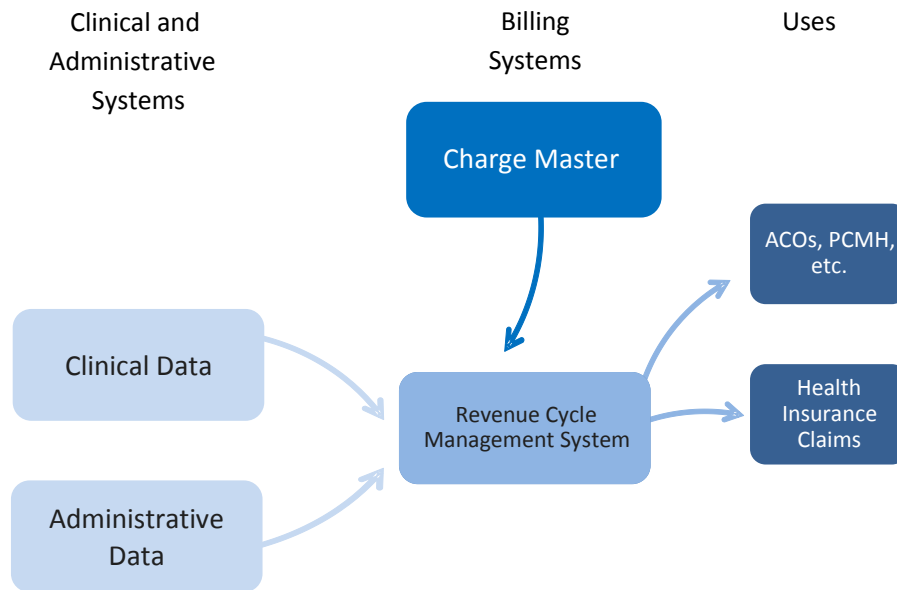 Clinical and
Administrative
Systems
Billing
Systems
Uses
Charge Master
ACOs, PCMH,
etc.
Clinical Data
Revenue Cycle
Management System
Health
Insurance
Claims
Administrative
Data